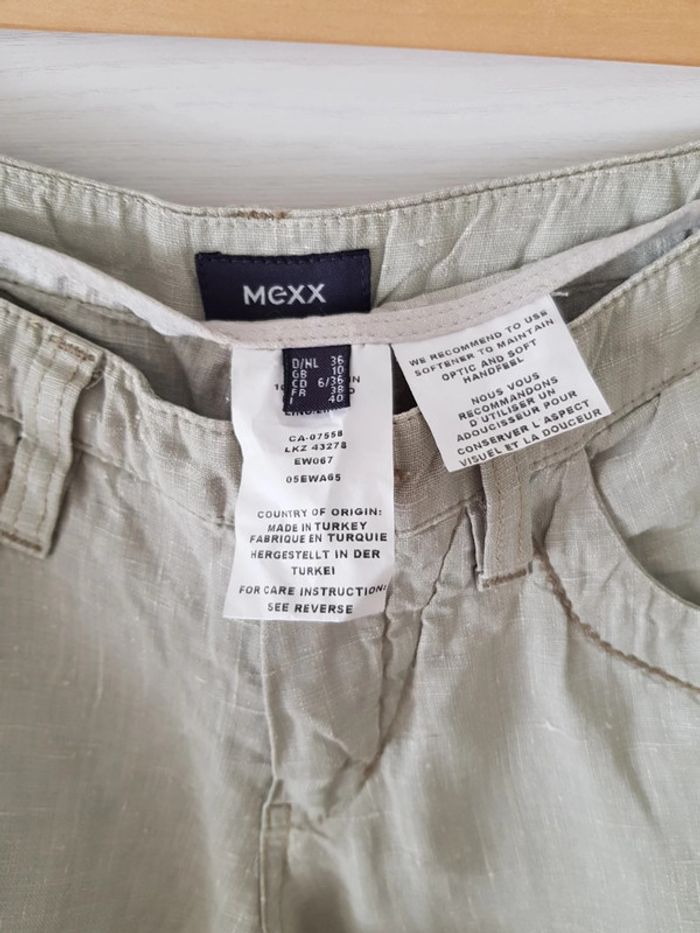 MEXX
D/NL 36
GB 10
CD 6/36
FR 38
I 40
CA-07558
LKZ 43278
EW067
05EWA65
COUNTRY OF ORIGIN:
MADE IN TURKEY
FABRIQUE EN TURQUIE
HERGESTELLT IN DER
TURKEI
FOR CARE INSTRUCTION:
SEE REVERSE
WE RECOMMEND TO USE
SOFTENER TO MAINTAIN
OPTIC AND SOFT
HANDFEEL
NOUS VOUS
RECOMMANDONS
D'UTILISER UN
ADOUCISSEUR POUR
CONSERVER L'ASPECT
VISUEL ET LA DOUCEUR